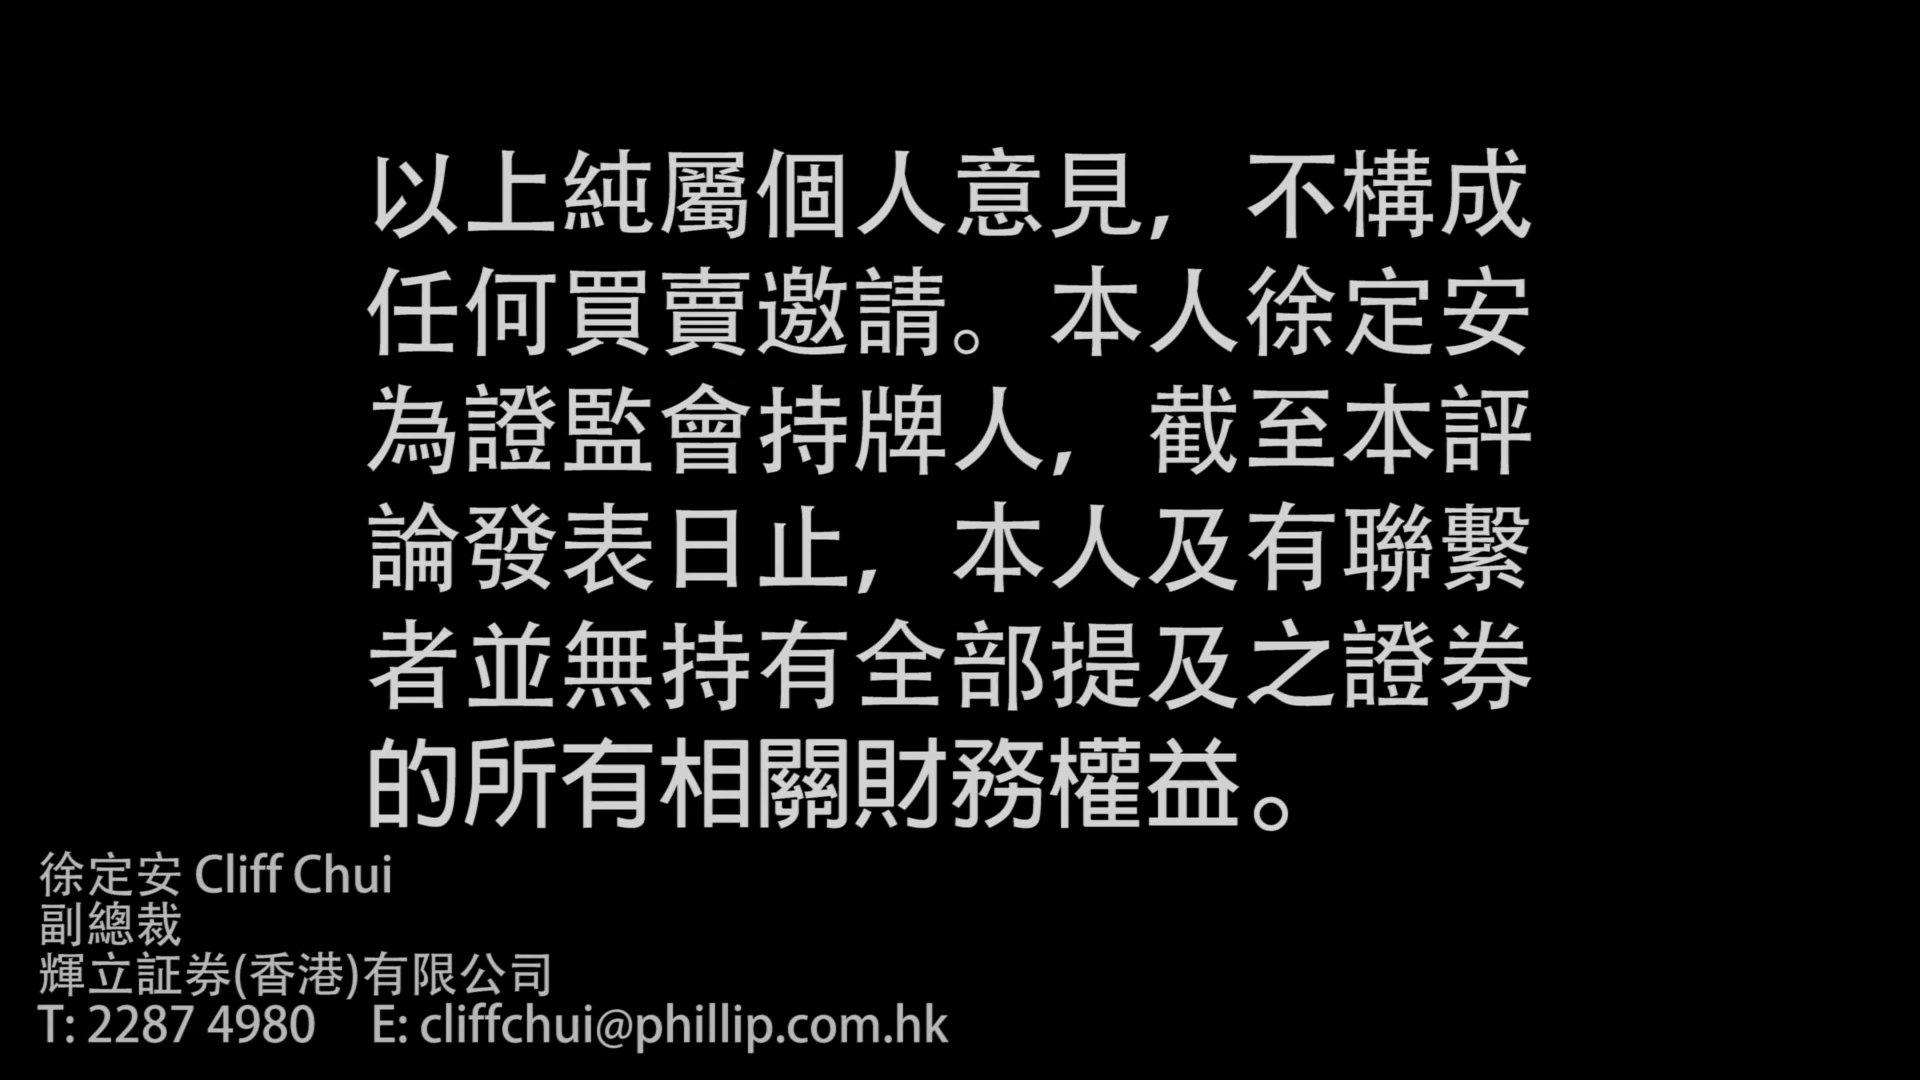 以上純屬個人意見，不構成
任何買賣邀請。本人徐定安
為證監會持牌人，截至本評
論發表日止，本人及有聯繫
者並無持有全部提及之證券
的所有相關財務權益。
徐定安 Cliff Chui
副總裁
輝立証券(香港)有限公司
T: 2287 4980 E: cliffchui@phillip.com.hk